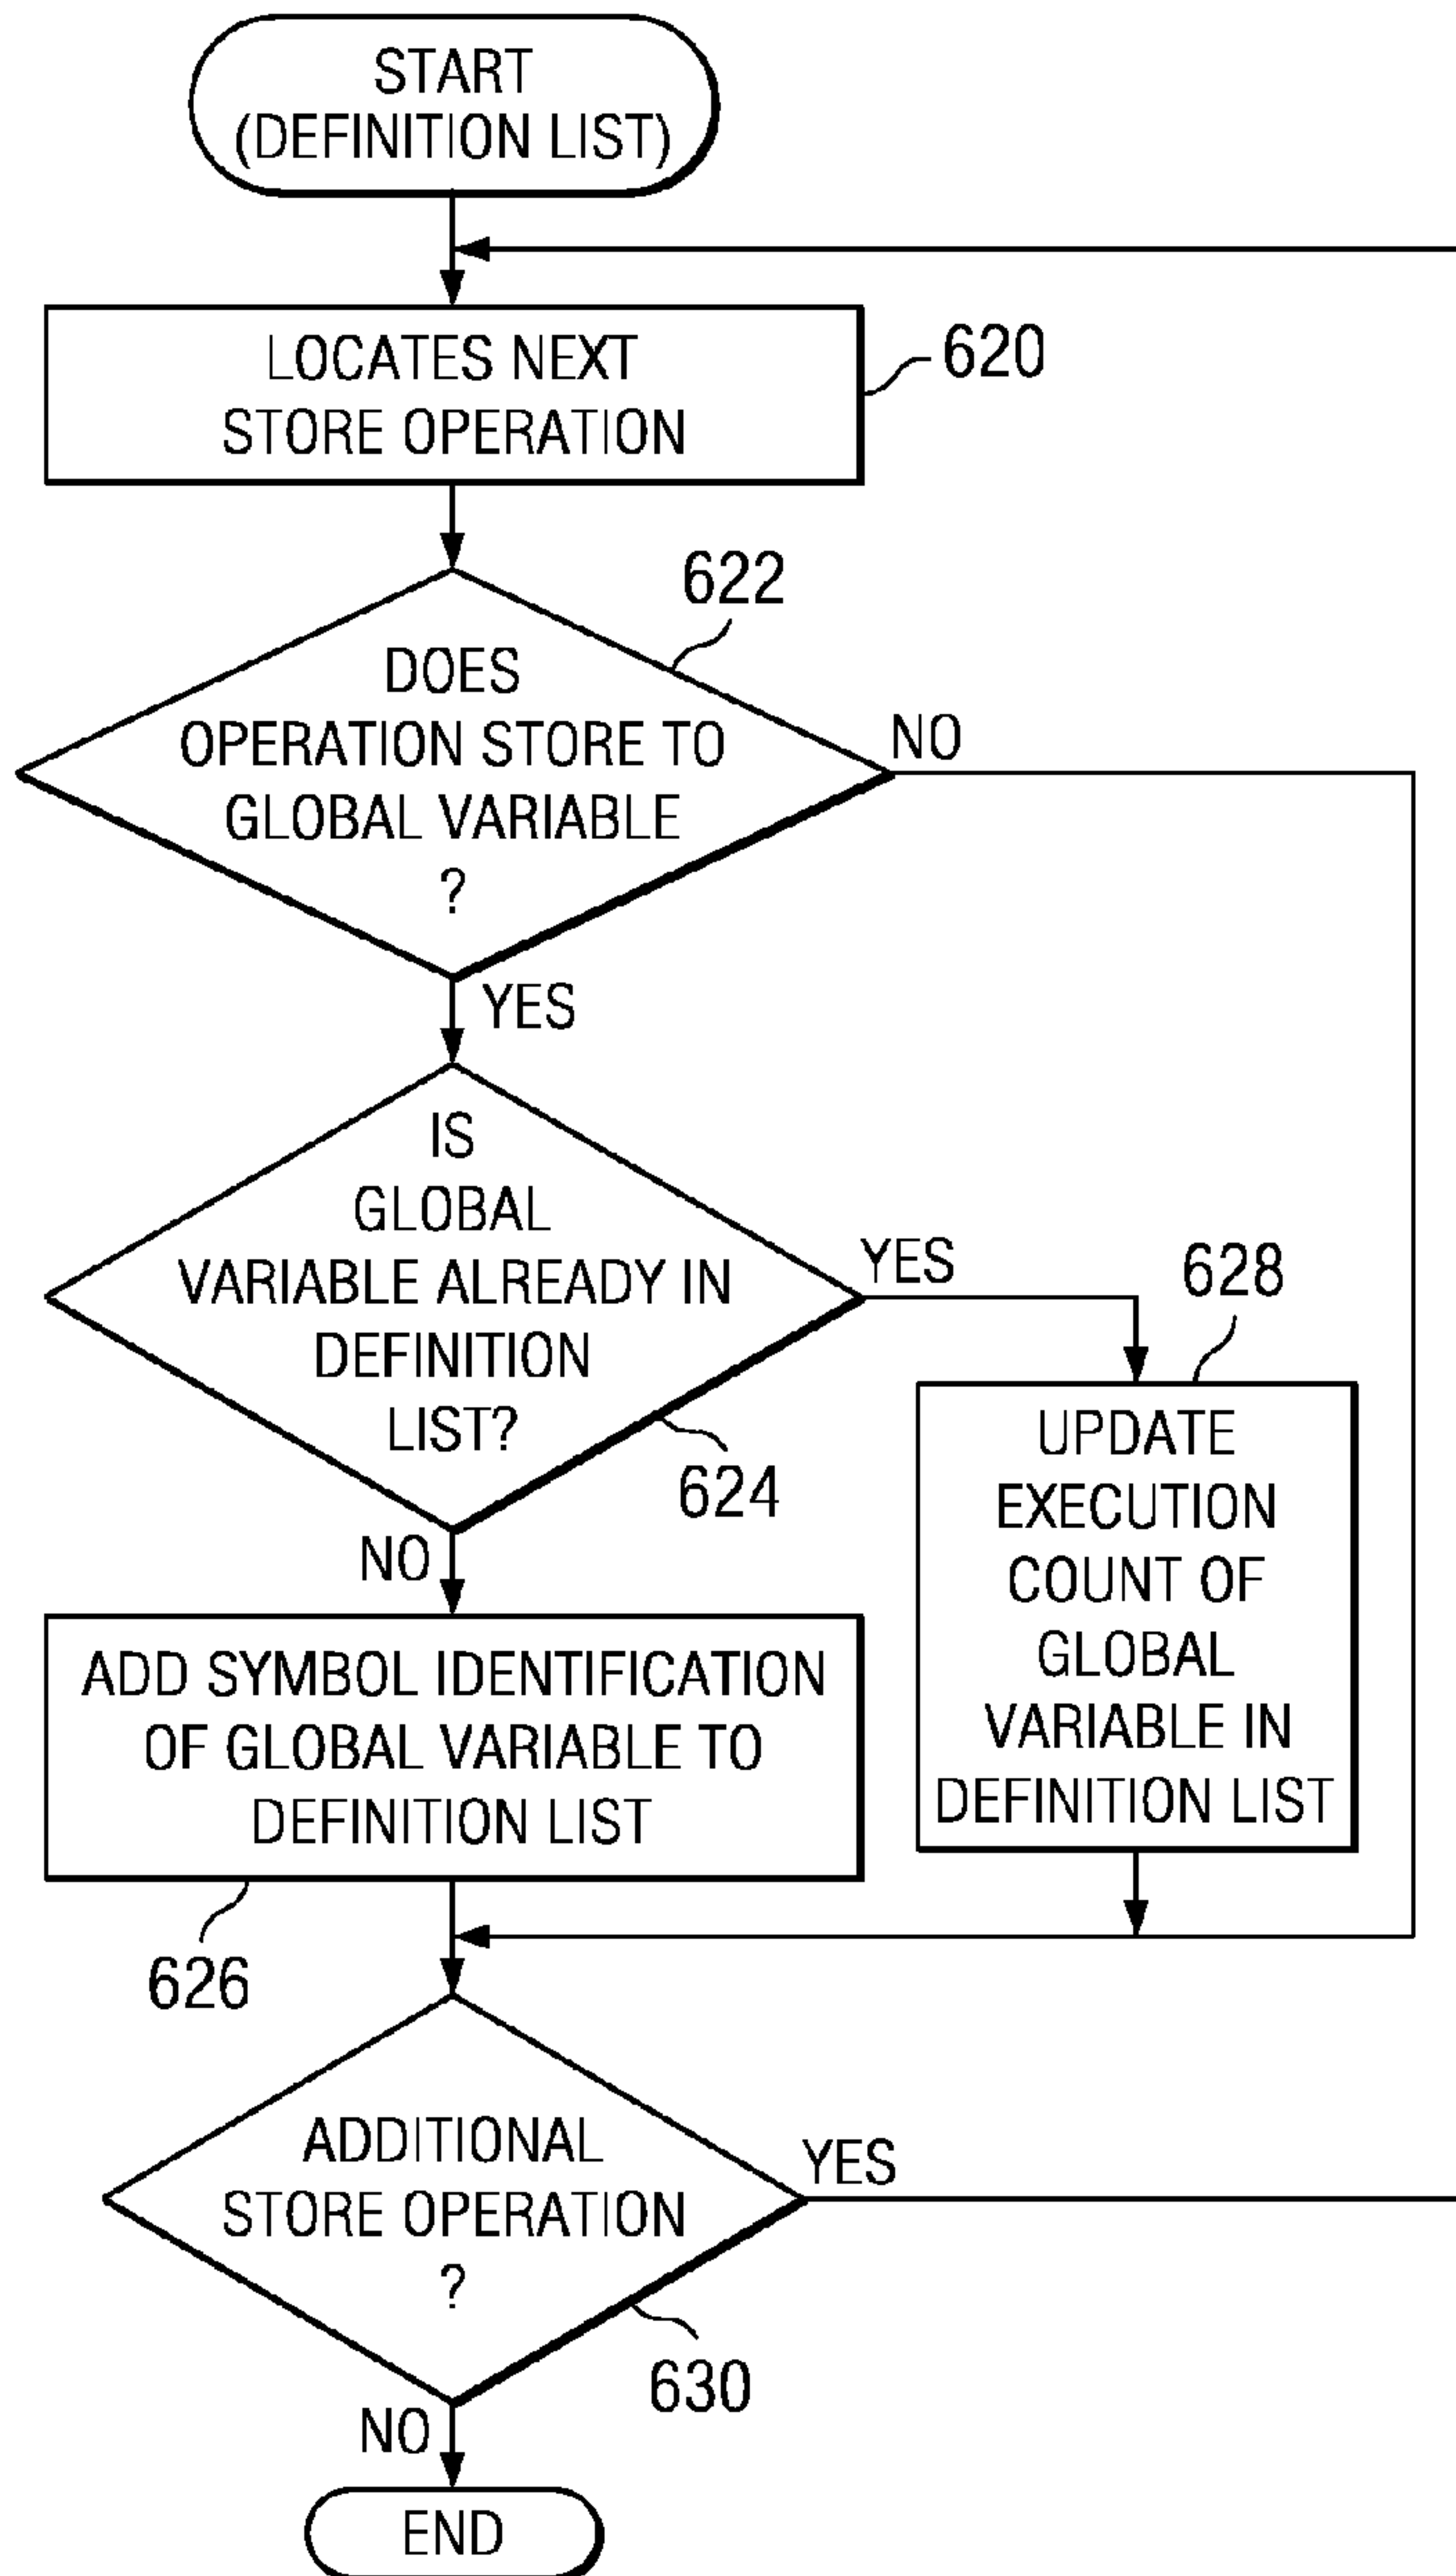 START
(DEFINITION LIST)
LOCATES NEXT
STORE OPERATION
620
622
DOES
OPERATION STORE TO
GLOBAL VARIABLE
?
NO
YES
IS
GLOBAL
VARIABLE ALREADY IN
DEFINITION
LIST?
YES
628
624
UPDATE
EXECUTION
COUNT OF
GLOBAL
VARIABLE IN
DEFINITION LIST
NO
ADD SYMBOL IDENTIFICATION
OF GLOBAL VARIABLE TO
DEFINITION LIST
626
ADDITIONAL
STORE OPERATION
?
YES
630
NO
END